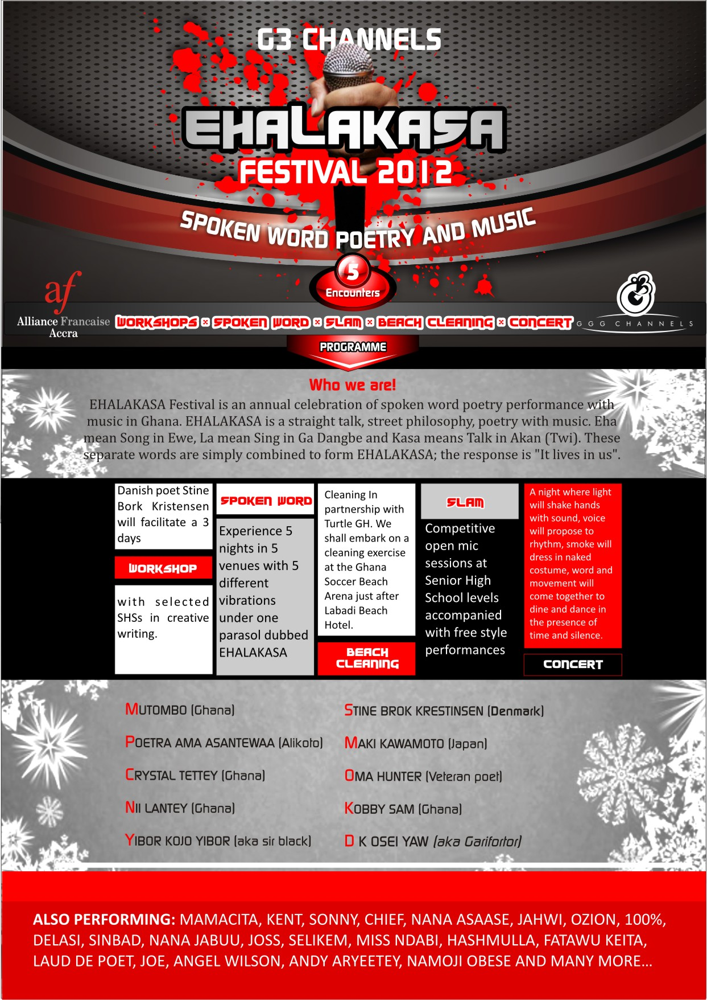 G3 CHANNELS
EHALAKASA
FESTIVAL 2012
SPOKEN WORD POETRY AND MUSIC
5
Encounters
af
Alliance Francaise
Accra
WORKSHOPS SPOKEN WORD SLAM BEACH CLEANING CONCERT
GGG CHANNELS
PROGRAMME
Who we are!
EHALAKASA Festival is an annual celebration of spoken word poetry performance with
music in Ghana. EHALAKASA is a straight talk, street philosophy, poetry with music. Eha
mean Song in Ewe, La mean Sing in Ga Dangbe and Kasa means Talk in Akan (Twi). These
separate words are simply combined to form EHALAKASA; the response is "It lives in us".
Danish poet Stine
Bork Kristensen
will facilitate a 3
days
WORKSHOP
with selected
SHSs in creative
writing.
SPOKEN WORD
Experience 5
nights in 5
venues with 5
different
vibrations
under one
parasol dubbed
EHALAKASA
Cleaning In
partnership with
Turtle GH. We
shall embark on a
cleaning exercise
at the Ghana
Soccer Beach
Arena just after
Labadi Beach
Hotel.
BEACH
CLEANING
SLAM
Competitive
open mic
sessions at
Senior High
School levels
accompanied
with free style
performances
A night where light
will shake hands
with sound, voice
will propose to
rhythm, smoke will
dress in naked
costume, word and
movement will
come together to
dine and dance in
the presence of
time and silence.
CONCERT
MUTOMBO (Ghana)
POETRA AMA ASANTEWAA (Alikoto)
CRYSTAL TETTEY (Ghana)
NII LANTEY (Ghana)
YIBOR KOJO YIBOR (aka sir black)
STINE BROK KRESTINSEN (Denmark)
MAKI KAWAMOTO (Japan)
OMA HUNTER (Veteran poet)
KOBBY SAM (Ghana)
D K OSEI YAW (aka Garifortor)
ALSO PERFORMING: MAMACITA, KENT, SONNY, CHIEF, NANA ASAASE, JAHWI, OZION, 100%,
DELASI, SINBAD, NANA JABUU, JOSS, SELIKEM, MISS NDABI, HASHMULLA, FATAWU KEITA,
LAUD DE POET, JOE, ANGEL WILSON, ANDY ARYEETEY, NAMOJI OBESE AND MANY MORE...